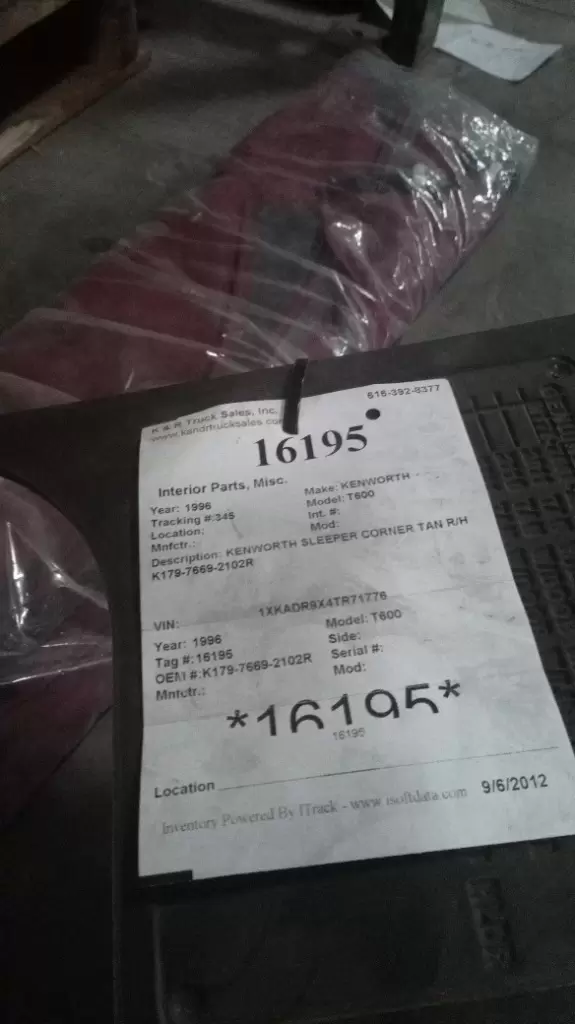 K & R Truck Sales, Inc.
616-392-8377
www.kandrtrucksales.com
16195
Interior Parts, Misc.
Make: KENWORTH
Year: 1996
Model: T600
Tracking #:345
Int. #:
Location:
Mod:
Mnfctr.:
Description: KENWORTH SLEEPER CORNER TAN R/H
K179-7669-2102R
VIN:
1XKADR9X4TR71776
Year: 1996
Model: T600
Tag #: 16195
Side:
OEM #:K179-7669-2102R
Serial #:
Mnfctr.:
Mod:
*16195*
16195
Location
Inventory Powered By ITrack - www.isoftdata.com
9/6/2012